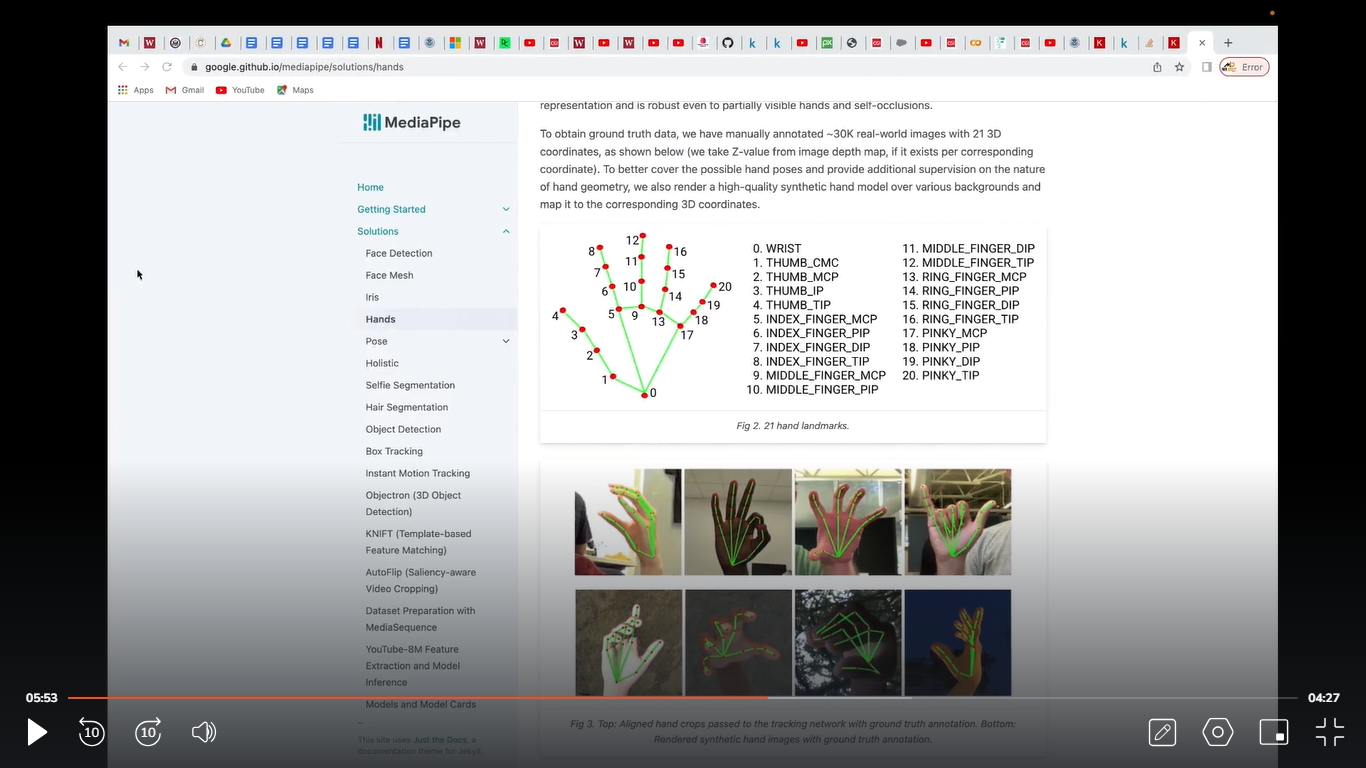 google.github.io/mediapipe/solutions/hands
Error
Apps
Gmail
YouTube
Maps
MediaPipe
Home
Getting Started
Solutions
Face Detection
Face Mesh
Iris
Hands
Pose
Holistic
Selfie Segmentation
Hair Segmentation
Object Detection
Box Tracking
Instant Motion Tracking
Objectron (3D Object
Detection)
KNIFT (Template-based
Feature Matching)
AutoFlip (Saliency-aware
Video Cropping)
Dataset Preparation with
MediaSequence
YouTube-8M Feature
Extraction and Model
Inference
Models and Model Cards
This site uses Just the Docs, a
documentation theme for Jekyll.
representation and is robust even to partially visible hands and self-occlusions.
To obtain ground truth data, we have manually annotated ~30K real-world images with 21 3D
coordinates, as shown below (we take Z-value from image depth map, if it exists per corresponding
coordinate). To better cover the possible hand poses and provide additional supervision on the nature
of hand geometry, we also render a high-quality synthetic hand model over various backgrounds and
map it to the corresponding 3D coordinates.
12
8
16
11
7
15
10
6
14
20
19
18
4
5
9
13
17
3
2
1
0
0. WRIST
1. THUMB_CMC
2. THUMB_MCP
3. THUMB_IP
4. THUMB_TIP
5. INDEX_FINGER_MCP
6. INDEX_FINGER_PIP
7. INDEX_FINGER_DIP
8. INDEX_FINGER_TIP
9. MIDDLE_FINGER_MCP
10. MIDDLE_FINGER_PIP
11. MIDDLE_FINGER_DIP
12. MIDDLE_FINGER_TIP
13. RING_FINGER_MCP
14. RING_FINGER_PIP
15. RING_FINGER_DIP
16. RING_FINGER_TIP
17. PINKY_MCP
18. PINKY_PIP
19. PINKY_DIP
20. PINKY_TIP
Fig 2. 21 hand landmarks.
Fig 3. Top: Aligned hand crops passed to the tracking network with ground truth annotation. Bottom:
Rendered synthetic hand images with ground truth annotation.
05:53
04:27
10
10